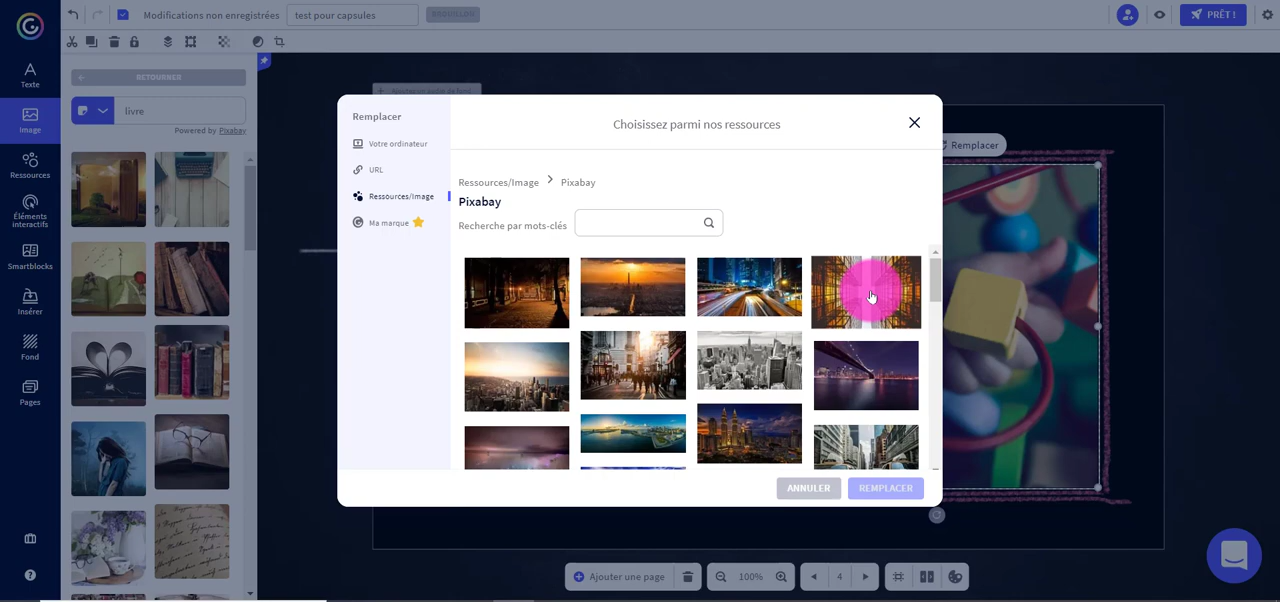 Modifications non enregistrées
test pour capsules
BROUILLON
PRÊT !
Texte
Image
Ressources
Éléments
interactifs
Smartblocks
Insérer
Fond
Pages
RETOURNER
livre
Powered by Pixabay
Remplacer
Remplacer
Votre ordinateur
URL
Ressources/Image
Ma marque
Choisissez parmi nos ressources
Ressources/Image
Pixabay
Pixabay
Recherche par mots-clés
ANNULER
REMPLACER
Ajouter une page
100%
4